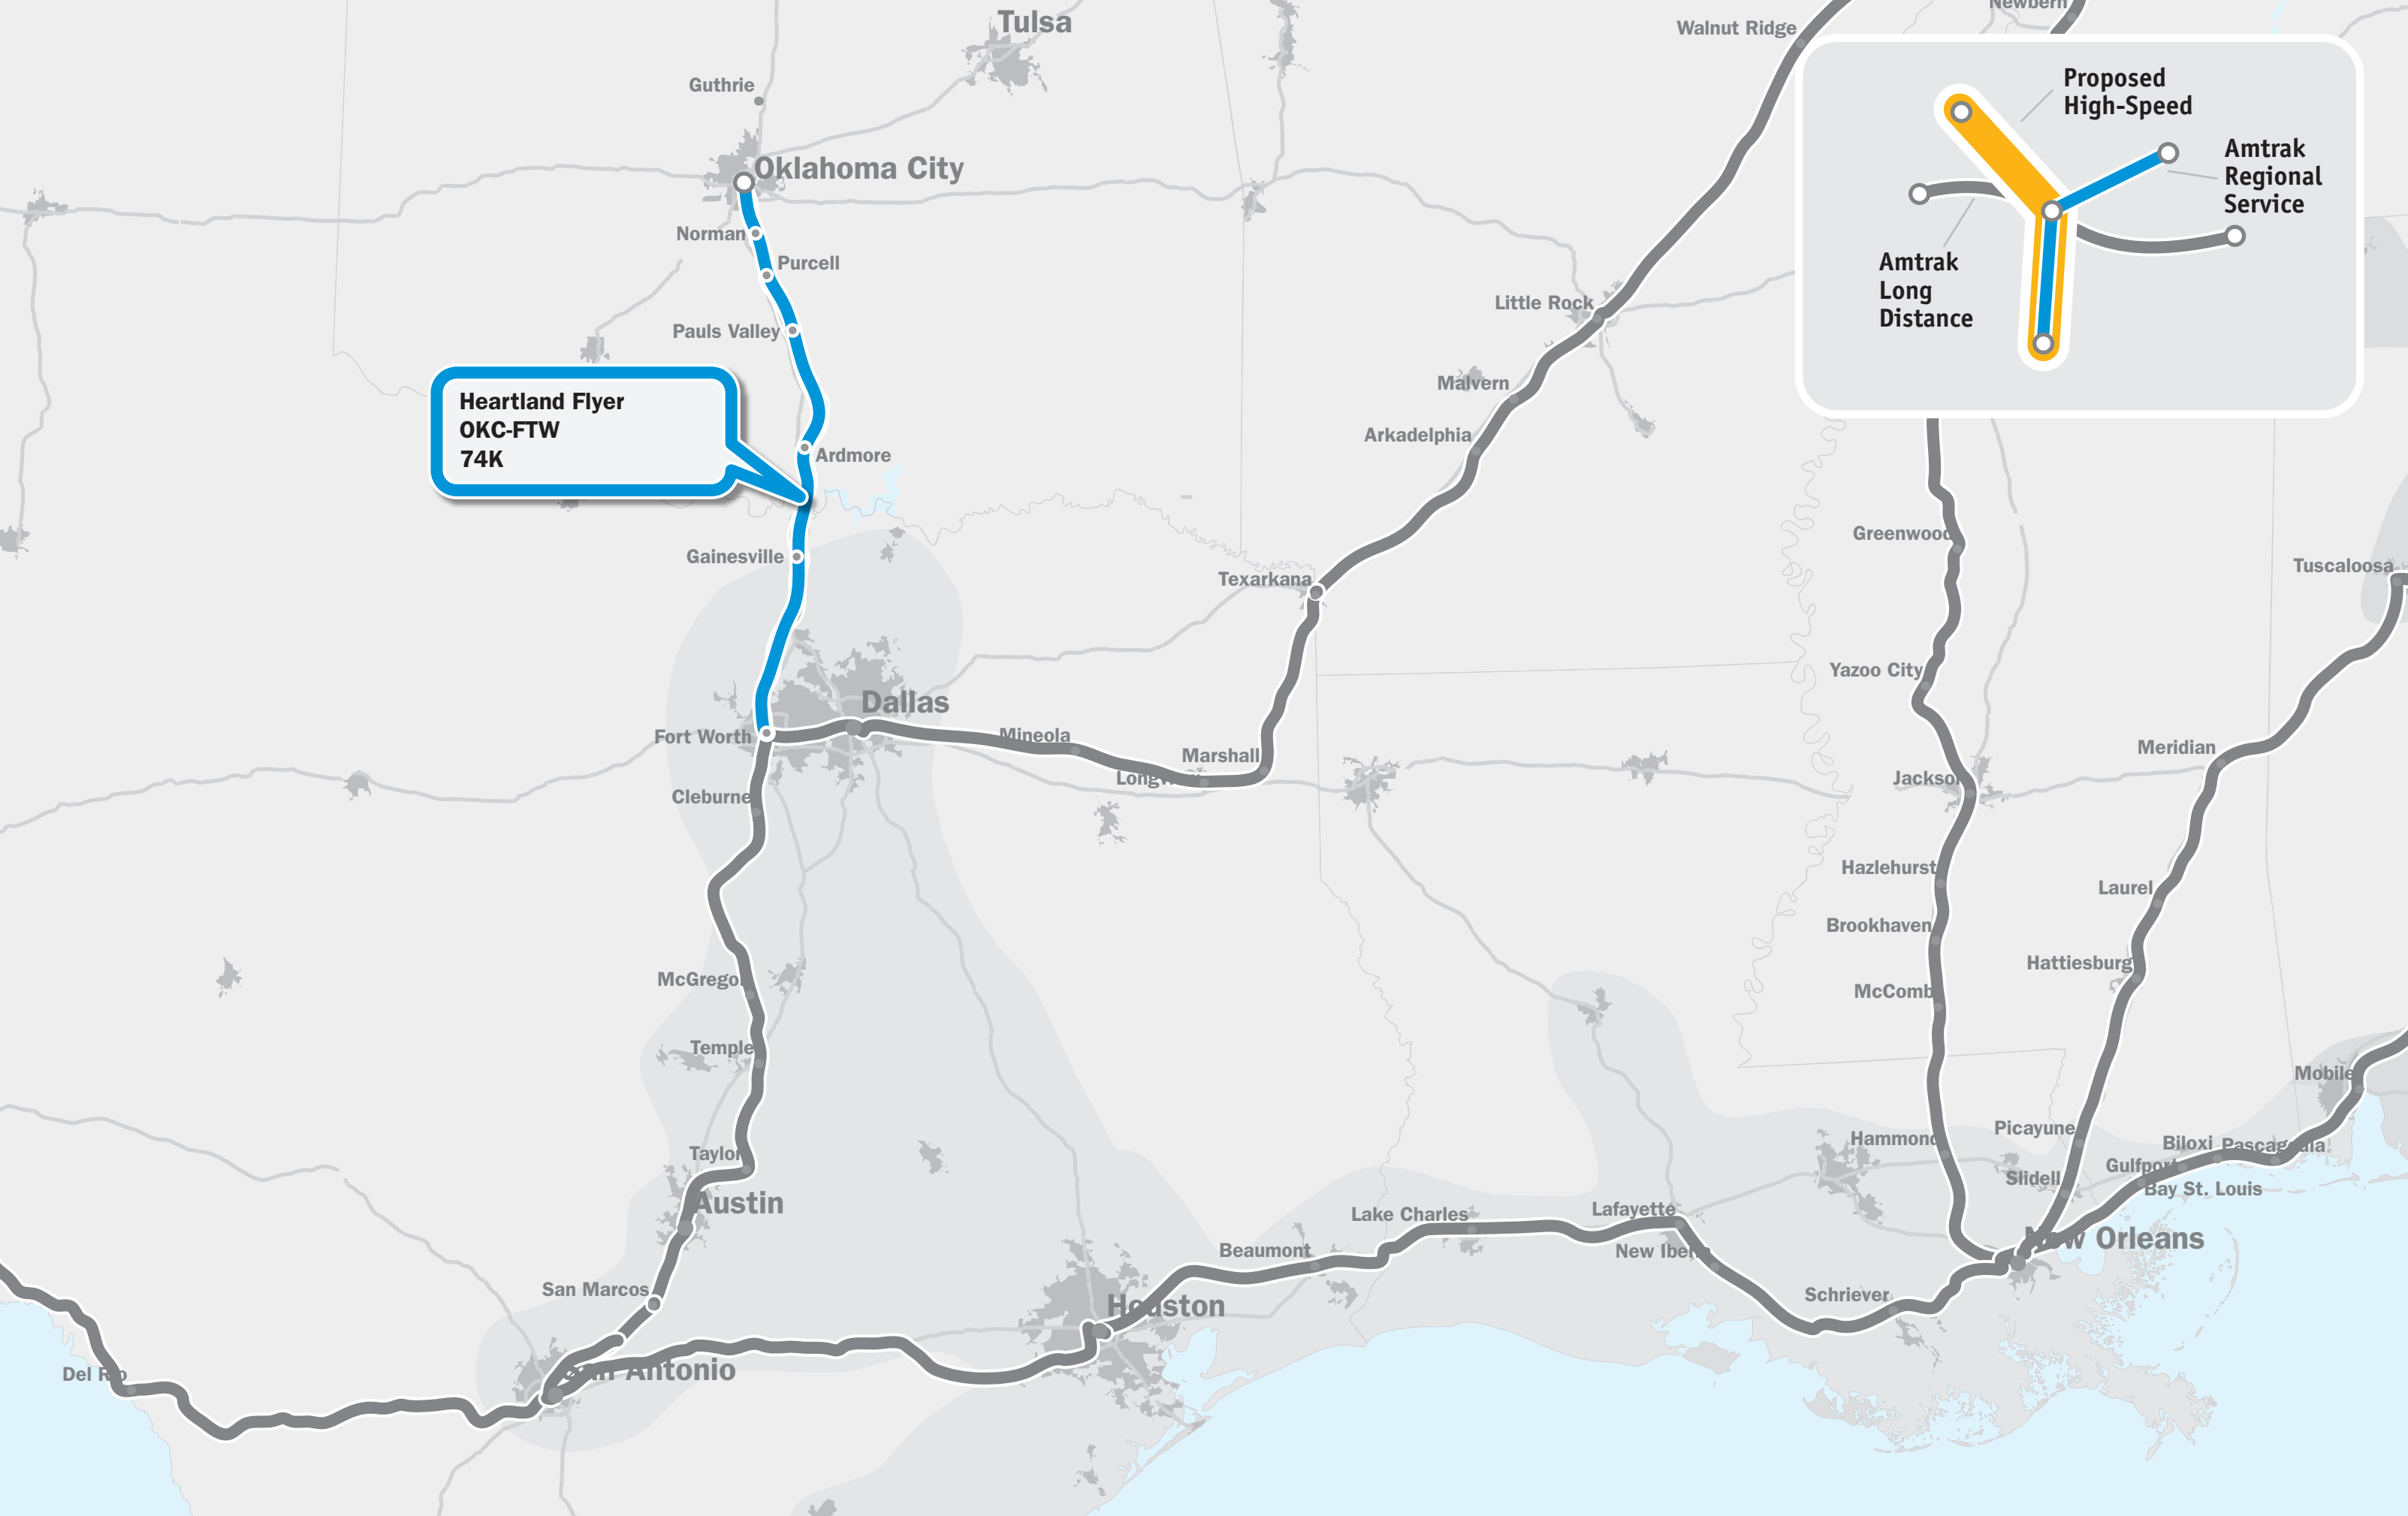 Newbern
Tulsa
Walnut Ridge
Guthrie
Proposed
High-Speed
Amtrak
Regional
Service
Amtrak
Long
Distance
Oklahoma City
Norman
Purcell
Little Rock
Pauls Valley
Malvern
Heartland Flyer
OKC-FTW
74K
Arkadelphia
Ardmore
Greenwood
Gainesville
Tuscaloosa
Texarkana
Yazoo City
Dallas
Fort Worth
Mineola
Meridian
Marshall
Jackson
Cleburne
Hazlehurst
Laurel
Brookhaven
Hattiesburg
McGregor
McComb
Temple
Mobile
Picayune
Hammond
Biloxi
Pascagoula
Taylor
Gulfport
Slidell
Bay St. Louis
Austin
Lafayette
Lake Charles
New Orleans
Beaumont
New Iberia
San Marcos
Schriever
Houston
San Antonio
Del Rio